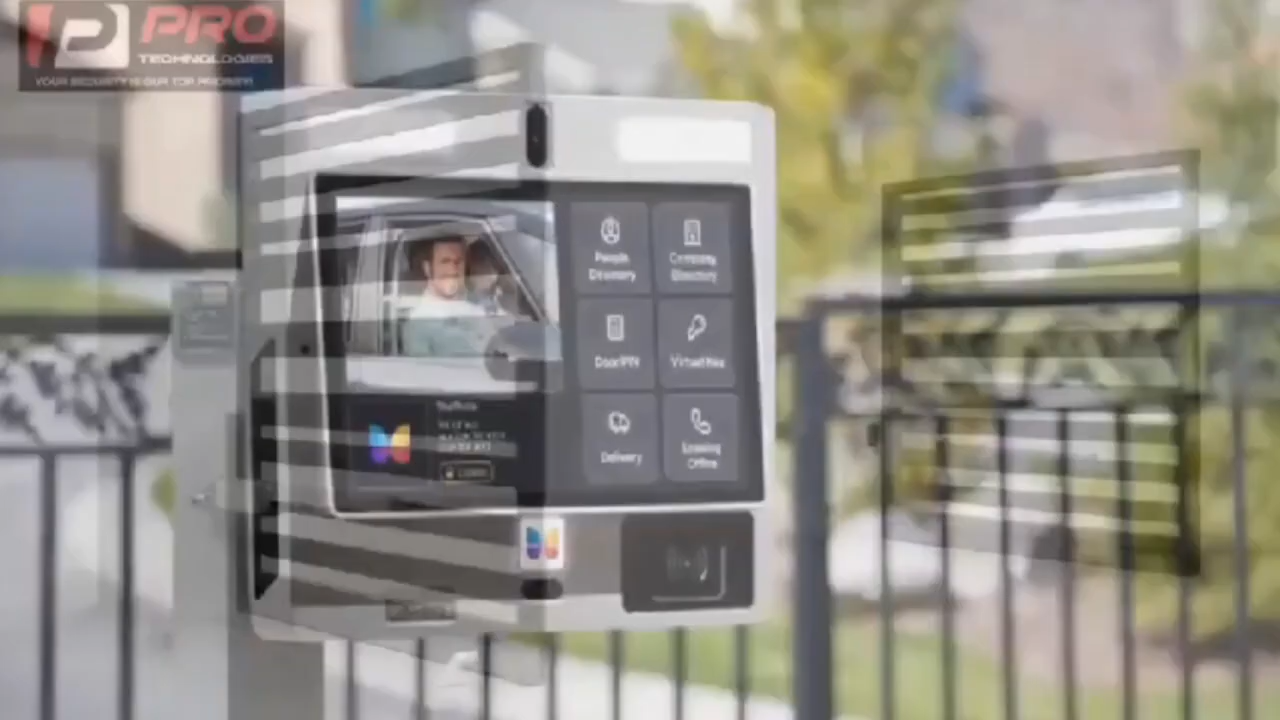 PRO
TECHNOLOGIES
YOUR SECURITY IS OUR TOP PRIORITY
People
Directory
Company
Directory
Door PIN
Virtual Key
Delivery
Leasing
Office